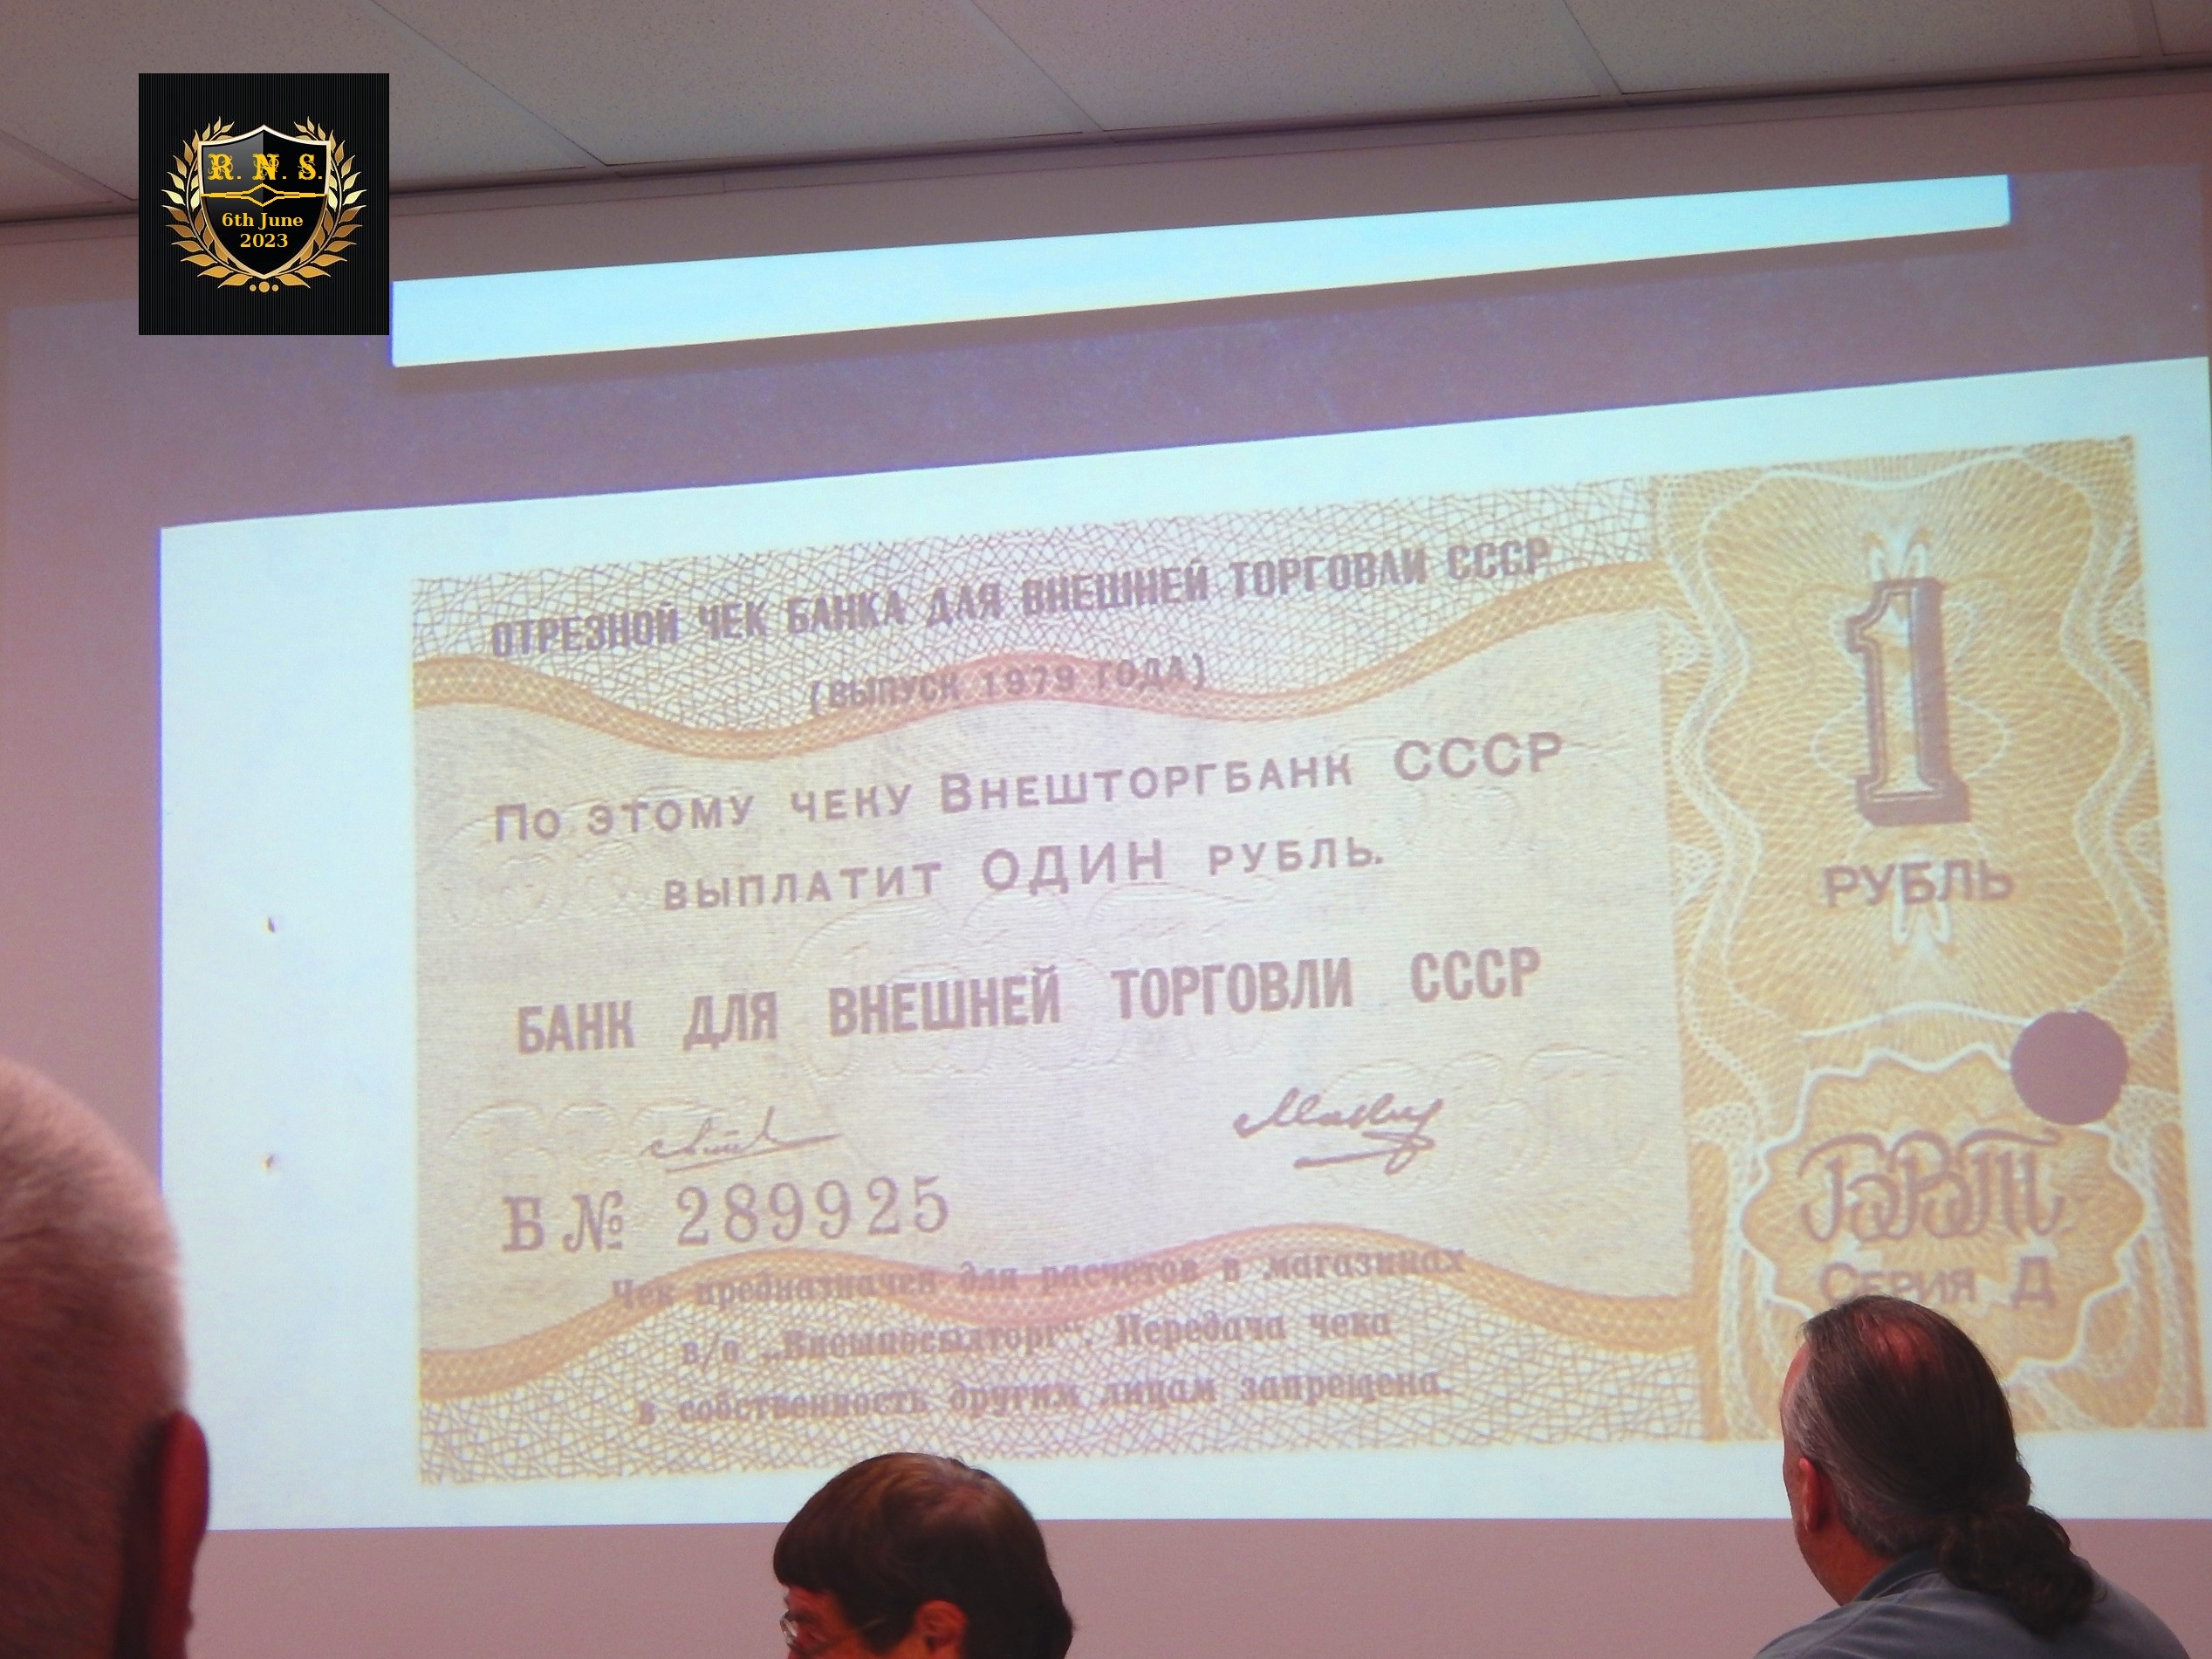 R. N. S.
6th June
2023
ОТРЕЗНОЙ ЧЕК БАНКА ДЛЯ ВНЕШНЕЙ ТОРГОВЛИ СССР
(ВЫПУСК 1979 ГОДА)
По этому чеку Внешторгбанк СССР
выплатит ОДИН рубль.
БАНК ДЛЯ ВНЕШНЕЙ ТОРГОВЛИ СССР
Б № 289925
Чек предназначен для расчетов в магазинах
в/о „Внешпосылторг“. Передача чека
в собственность другим лицам запрещена.
1
РУБЛЬ
Серия Д